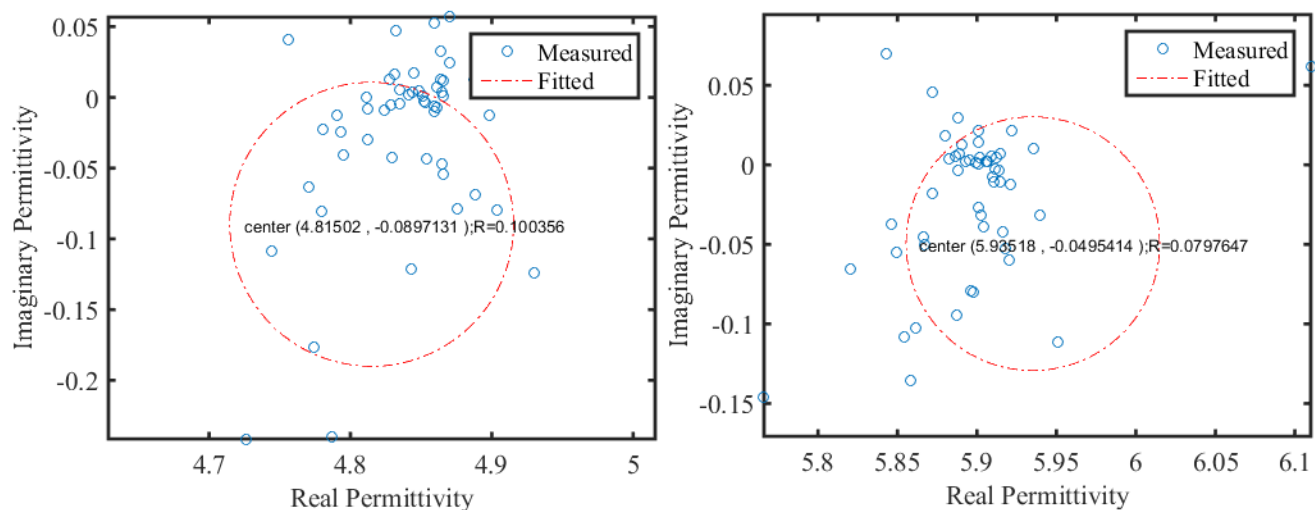 0.05
0
-0.05
-0.1
-0.15
-0.2
Imaginary Permittivity
4.7
4.8
4.9
5
Real Permittivity
Measured
Fitted
center (4.81502 , -0.0897131 );R=0.100356
0.05
0
-0.05
-0.1
-0.15
Imaginary Permittivity
5.8
5.85
5.9
5.95
6
6.05
6.1
Real Permittivity
Measured
Fitted
center (5.93518 , -0.0495414 );R=0.0797647